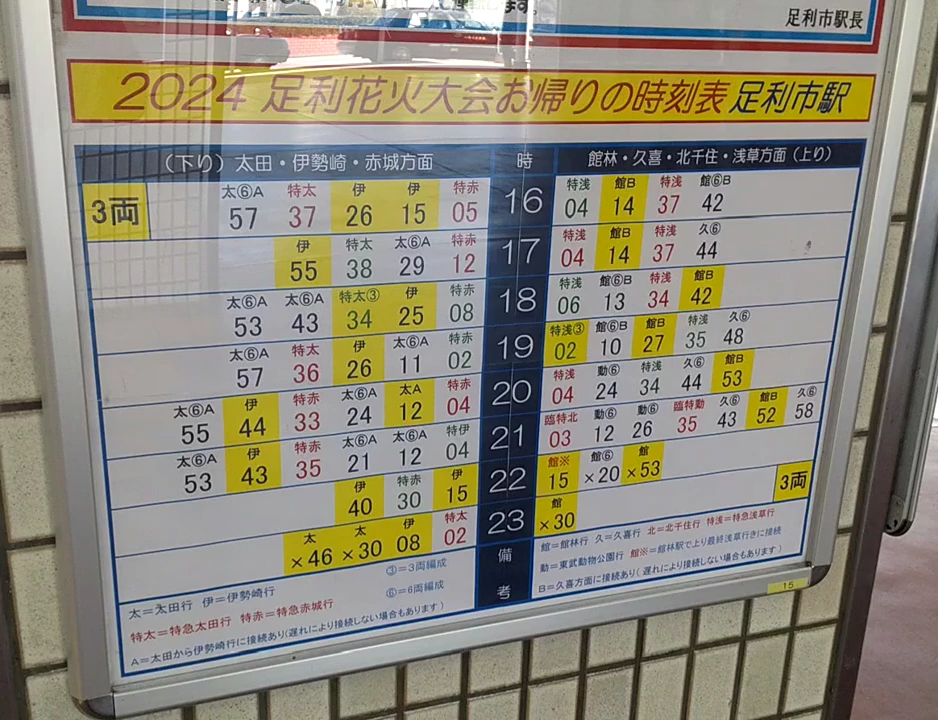 ます。
足利市駅長
2024 足利花火大会お帰りの時刻表 足利市駅
（下り）太田・伊勢崎・赤城方面 時 館林・久喜・北千住・浅草方面（上り）
3両
太⑥A 特太 伊 伊 特赤 特浅 館B 特浅 館⑥B
57 37 26 15 05 16 04 14 37 42
伊 特太 太⑥A 特赤 特浅 館B 特浅 久⑥
55 38 29 12 17 04 14 37 44
太⑥A 太⑥A 特太③ 伊 特赤 特浅 館⑥B 特浅 館B
53 43 34 25 08 18 06 13 34 42
太⑥A 特太 伊 太⑥A 特赤 特浅③ 館⑥B 館B 特浅 久⑥
57 36 26 11 02 19 02 10 27 35 48
太⑥A 伊 特赤 太⑥A 太A 特赤 特浅 動⑥ 特浅 久⑥ 館B
55 44 33 24 12 04 20 04 24 34 44 53
太⑥A 伊 特赤 太⑥A 太⑥A 特伊 臨特北 動⑥ 動⑥ 臨特動 久⑥ 館B 久⑥
53 43 35 21 12 04 21 03 12 26 35 43 52 58
伊 特赤 伊 館※ 館⑥ 館
40 30 15 22 15 ×20 ×53
3両
太 太 伊 特太 館
×46 ×30 08 02 23 ×30
備考
太＝太田行 伊＝伊勢崎行
③＝3両編成
⑥＝6両編成
特太＝特急太田行 特赤＝特急赤城行
A＝太田から伊勢崎行に接続あり（遅れにより接続しない場合もあります）
館＝館林行 久＝久喜行 北＝北千住行 特浅＝特急浅草行
動＝東武動物公園行 館※＝館林駅で上り最終浅草行きに接続
B＝久喜方面に接続あり（遅れにより接続しない場合もあります）
15